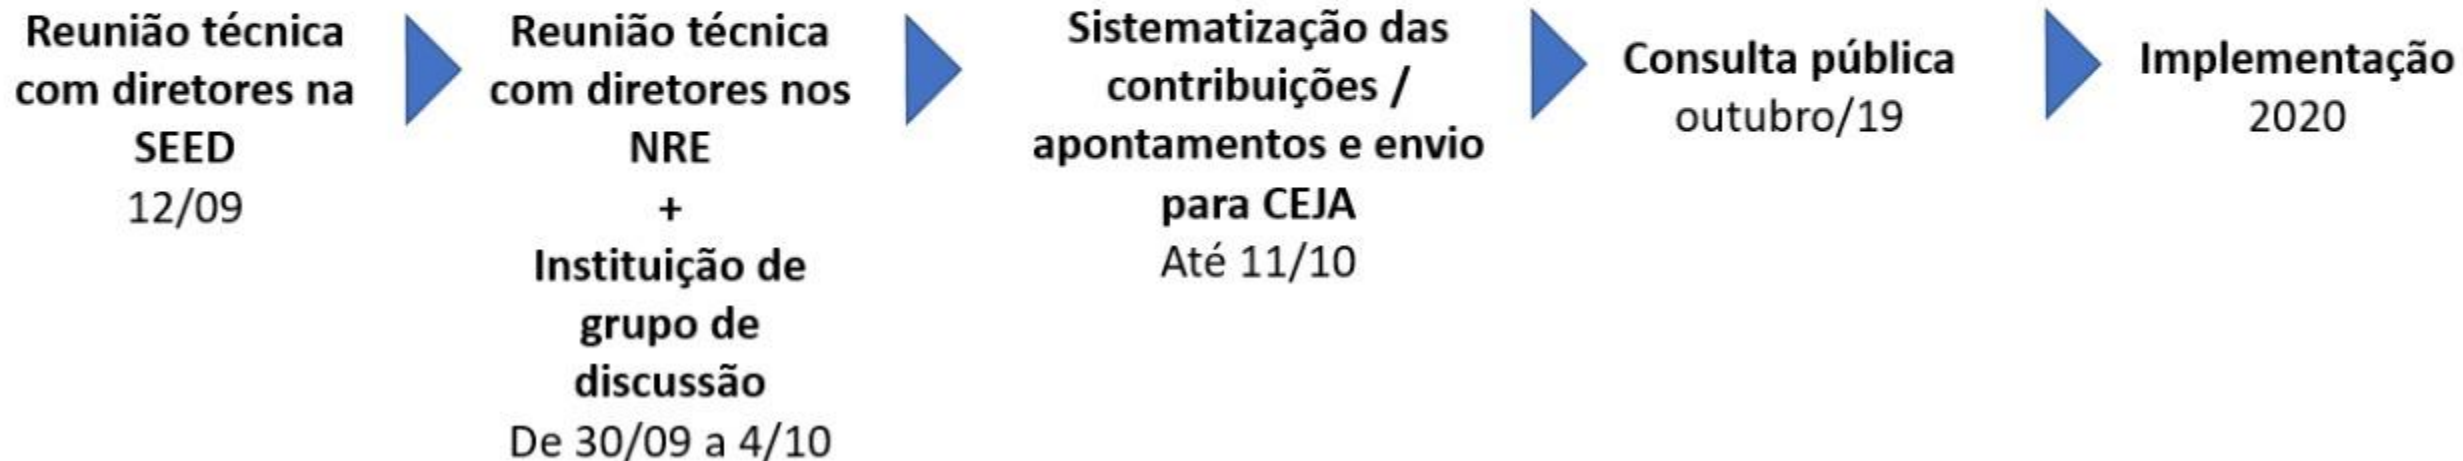 Reunião técnica
com diretores na
SEED
12/09
Reunião técnica
com diretores nos
NRE
+
Instituição de
grupo de
discussão
De 30/09 a 4/10
Sistematização das
contribuições /
apontamentos e envio
para CEJA
Até 11/10
Consulta pública
outubro/19
Implementação
2020